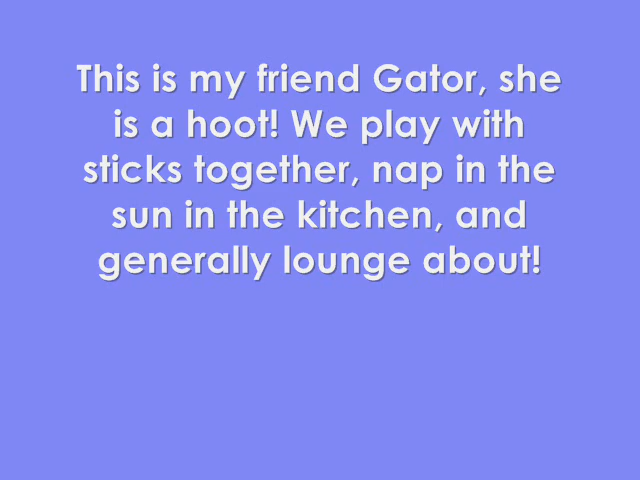 This is my friend Gator, she
is a hoot! We play with
sticks together, nap in the
sun in the kitchen, and
generally lounge about!